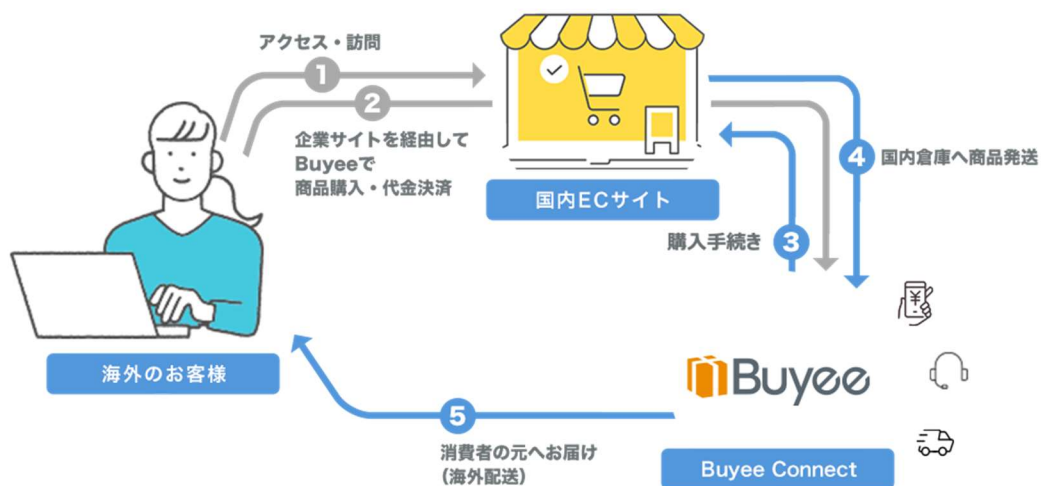 アクセス・訪問
1
2
企業サイトを経由して
Buyeeで
商品購入・代金決済
国内ECサイト
4
国内倉庫へ商品発送
購入手続き
3
¥
海外のお客様
Buyee
5
消費者の元へお届け
(海外配送)
Buyee Connect